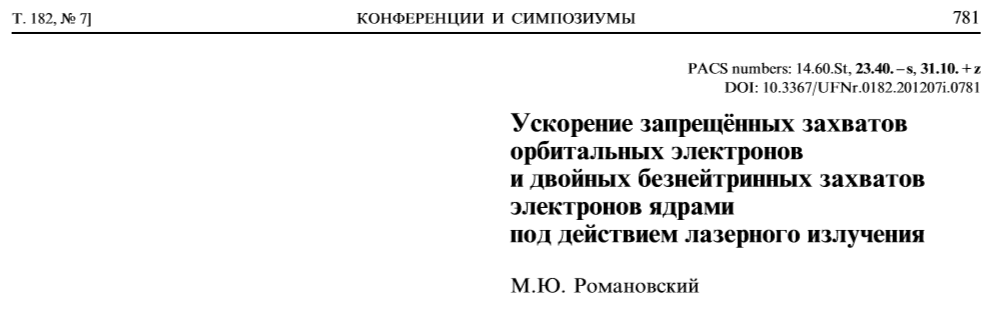 Т. 182, № 7]
КОНФЕРЕНЦИИ И СИМПОЗИУМЫ
781
PACS numbers: 14.60.St, 23.40.−s, 31.10.+z
DOI: 10.3367/UFNr.0182.201207i.0781
Ускорение запрещённых захватов
орбитальных электронов
и двойных безнейтринных захватов
электронов ядрами
под действием лазерного излучения
М.Ю. Романовский